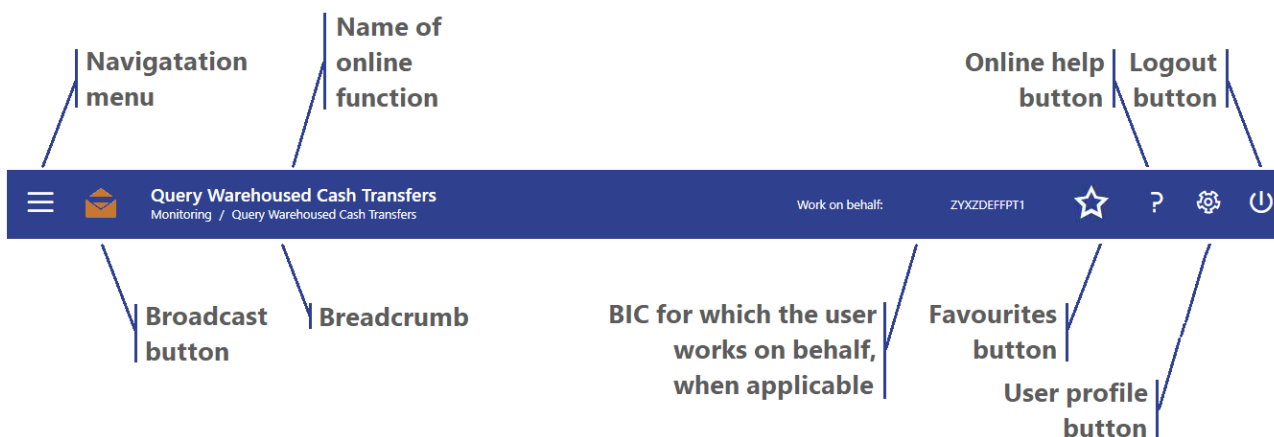 Navigatation
menu
Name of
online
function
Online help
button
Logout
button
Query Warehoused Cash Transfers
Monitoring / Query Warehoused Cash Transfers
Work on behalf:
ZYXZDEFFPT1
?
Broadcast
button
Breadcrumb
BIC for which the user
works on behalf,
when applicable
Favourites
button
User profile
button